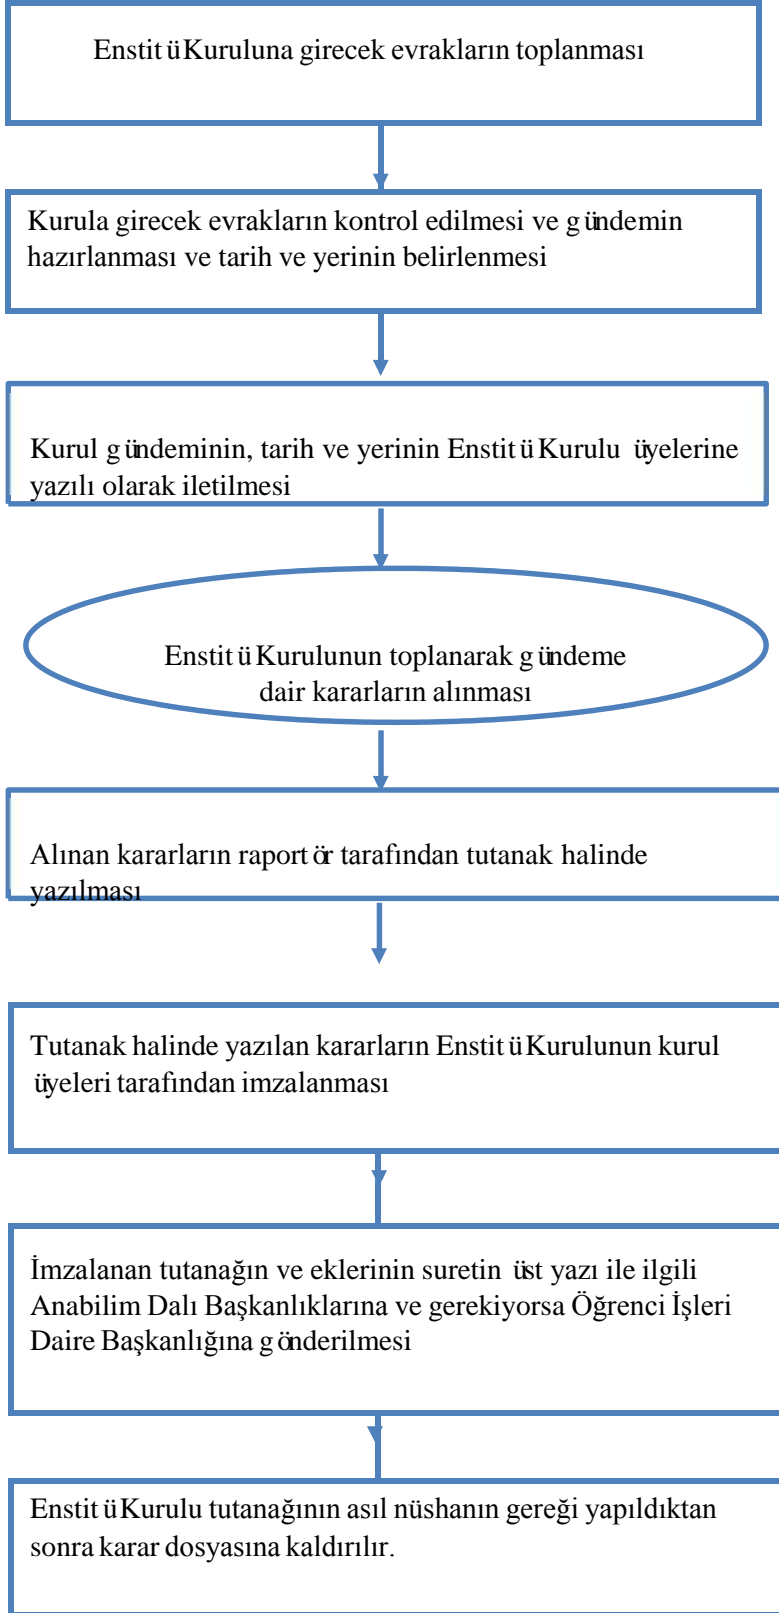 Enstitü Kuruluna girecek evrakların toplanması
Kurula girecek evrakların kontrol edilmesi ve gündemin
hazırlanması ve tarih ve yerinin belirlenmesi
Kurul gündeminin, tarih ve yerinin Enstitü Kurulu üyelerine
yazılı olarak iletilmesi
Enstitü Kurulunun toplanarak gündeme
dair kararların alınması
Alınan kararların raportör tarafından tutanak halinde
yazılması
Tutanak halinde yazılan kararların Enstitü Kurulunun kurul
üyeleri tarafından imzalanması
İmzalanan tutanağın ve eklerinin suretin üst yazı ile ilgili
Anabilim Dalı Başkanlıklarına ve gerekiyorsa Öğrenci İşleri
Daire Başkanlığına gönderilmesi
Enstitü Kurulu tutanağının asıl nüshanın gereği yapıldıktan
sonra karar dosyasına kaldırılır.